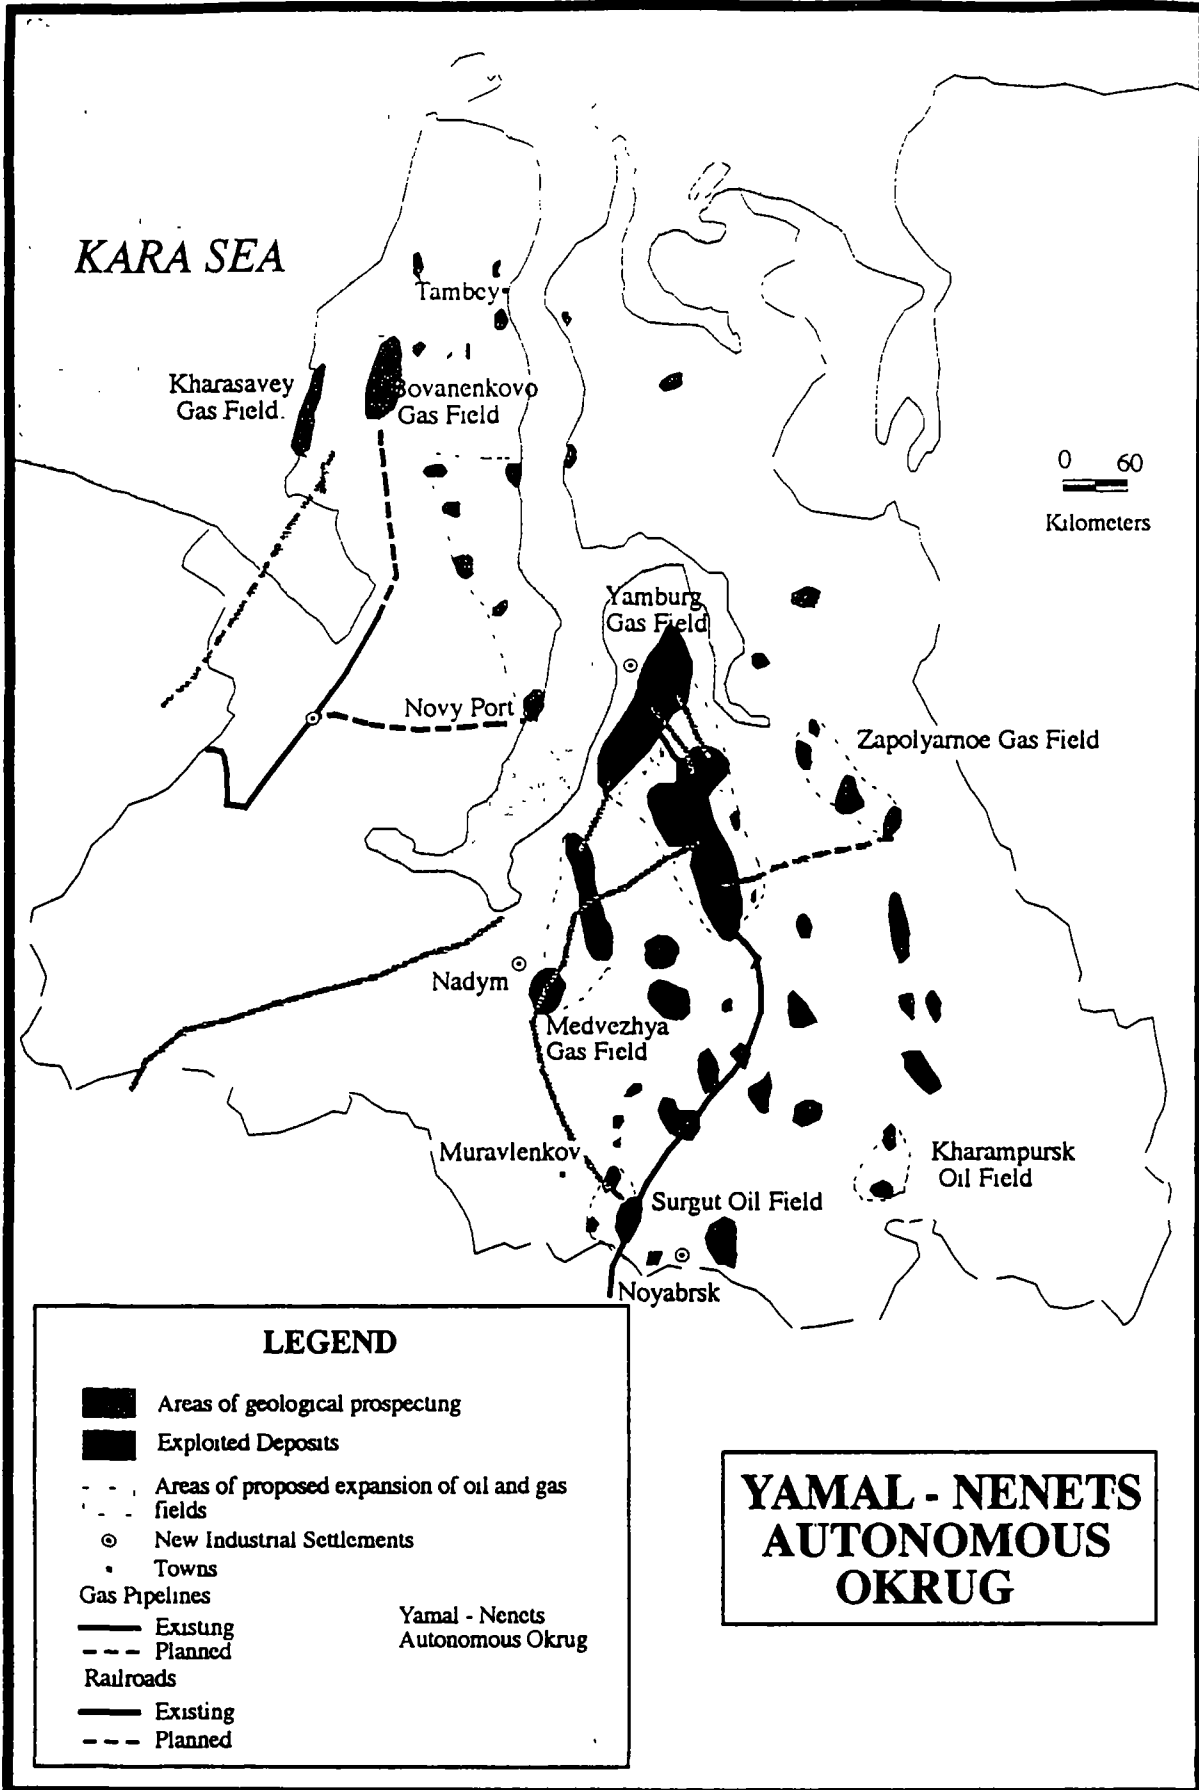 KARA SEA
Tambcy
Kharasavey
Gas Field.
Bovanenkovo
Gas Field
0 60
Kilometers
Yamburg
Gas Field
Novy Port
Zapolyarnoe Gas Field
Nadym
Medvezhya
Gas Field
Muravlenkov
Kharampursk
Oil Field
Surgut Oil Field
Noyabrsk
LEGEND
Areas of geological prospecting
Exploited Deposits
Areas of proposed expansion of oil and gas
fields
New Industrial Settlements
Towns
Gas Pipelines
Existing
Planned
Railroads
Existing
Planned
Yamal - Nenets
Autonomous Okrug
YAMAL - NENETS
AUTONOMOUS
OKRUG